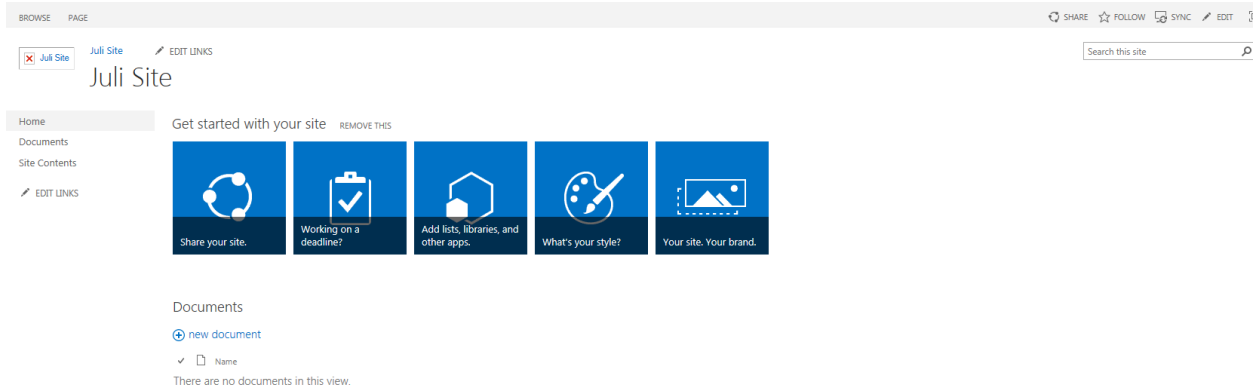 BROWSE PAGE
SHARE FOLLOW SYNC EDIT
Juli Site
Juli Site
EDIT LINKS
Search this site
Juli Site
Home
Documents
Site Contents
EDIT LINKS
Get started with your site REMOVE THIS
Share your site.
Working on a
deadline?
Add lists, libraries, and
other apps.
What's your style?
Your site. Your brand.
Documents
new document
Name
There are no documents in this view.